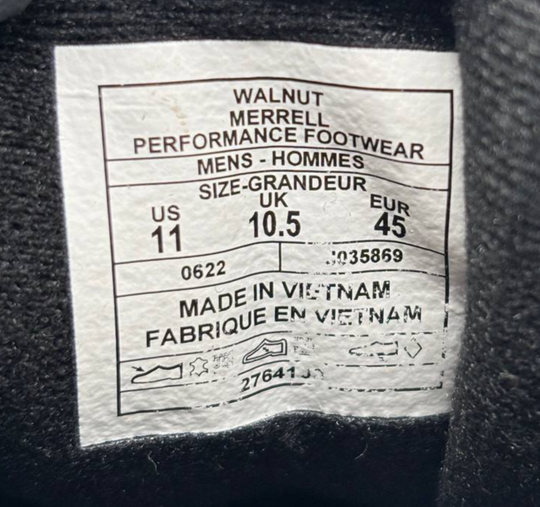 WALNUT
MERRELL
PERFORMANCE FOOTWEAR
MENS - HOMMES
SIZE-GRANDEUR
US UK EUR
11 10.5 45
0622 J035869
MADE IN VIETNAM
FABRIQUE EN VIETNAM